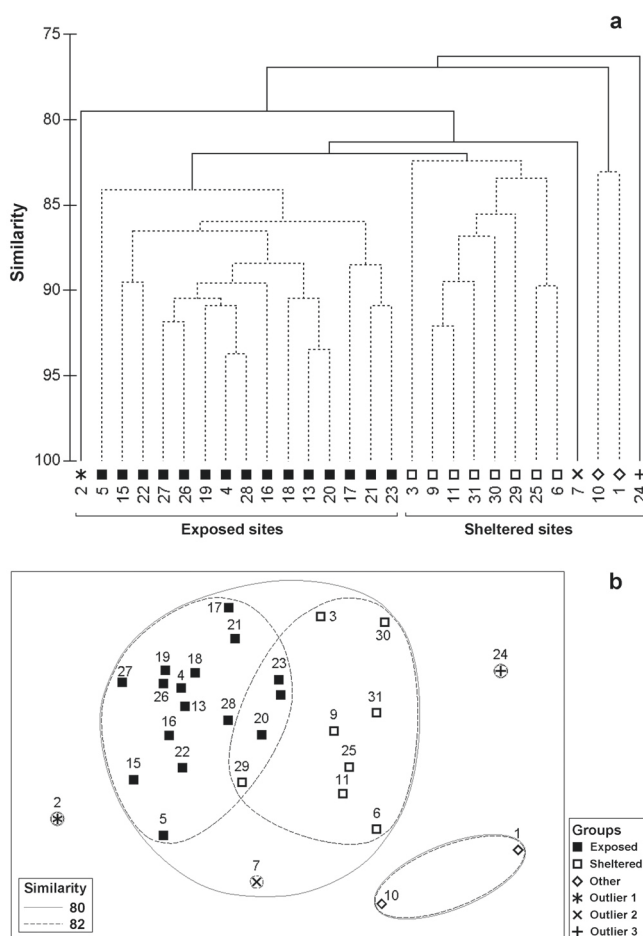 a
75
80
85
90
95
100
Similarity
2 5 15 22 27 26 19 4 28 16 18 13 20 17 21 23 3 9 11 31 30 29 25 6 7 10 1 24
Exposed sites Sheltered sites
b
17
3
30
21
24
19
18
23
27
4
26
13
31
28
9
16
20
22
25
15
29
11
2
5
6
1
7
10
Similarity
80
82
Groups
Exposed
Sheltered
Other
Outlier 1
Outlier 2
Outlier 3